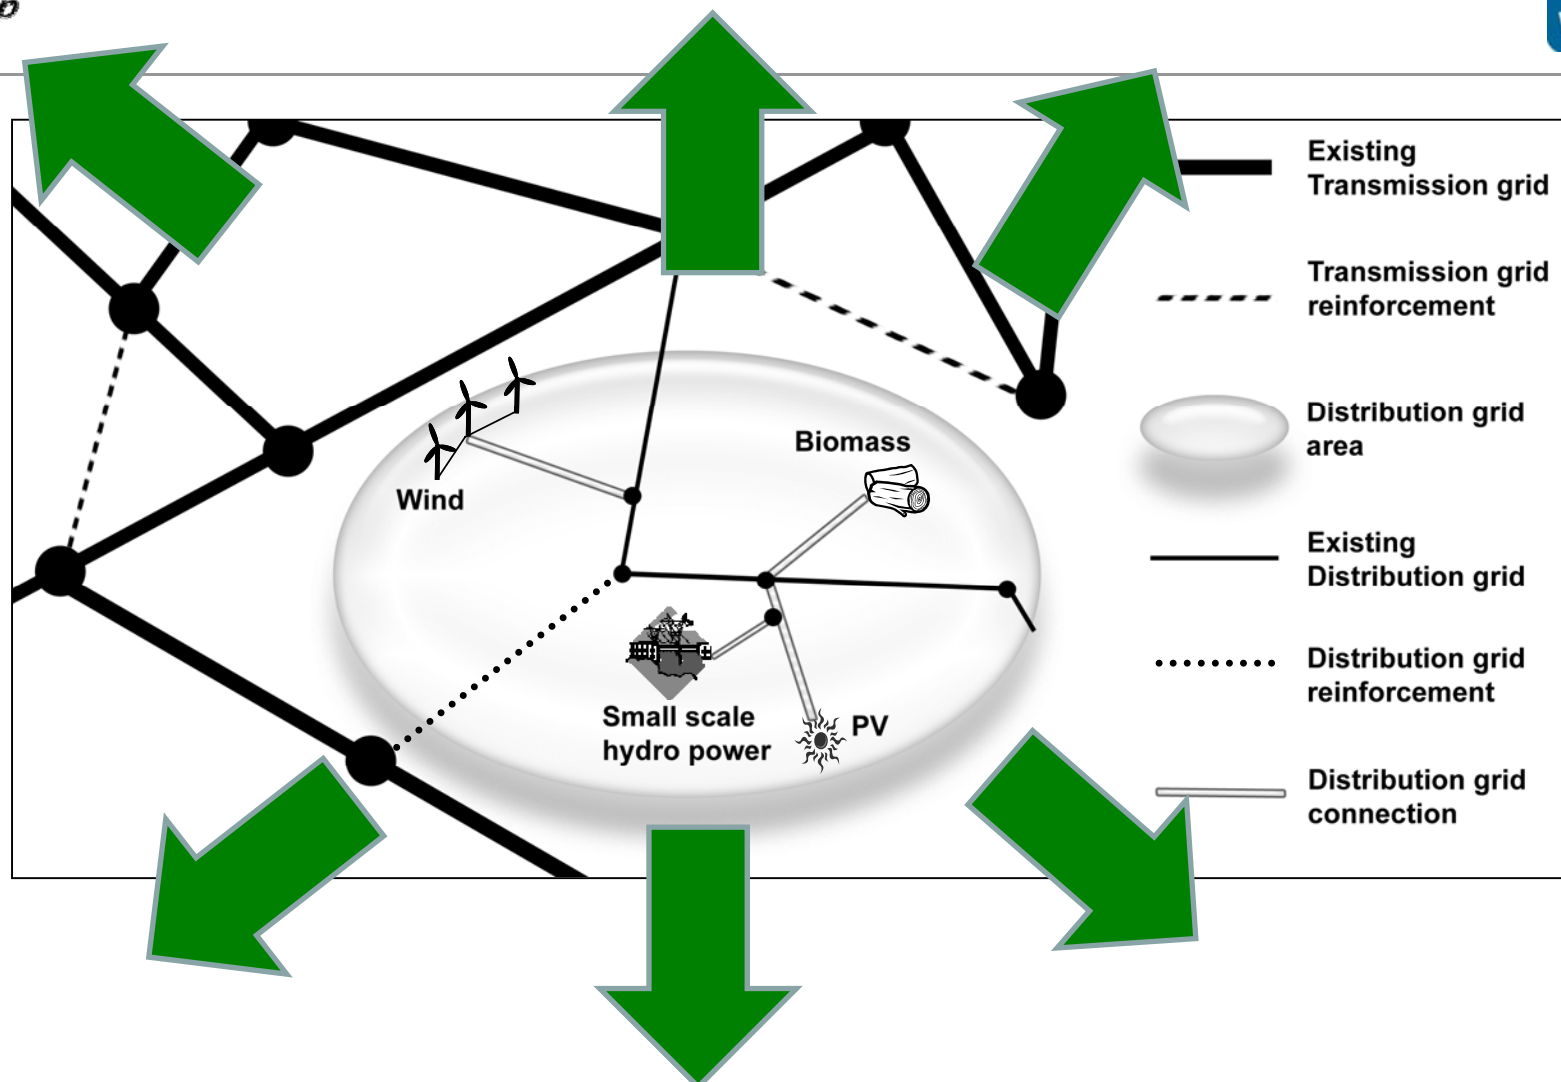 Existing
Transmission grid
Transmission grid
reinforcement
Distribution grid
area
Biomass
Wind
Existing
Distribution grid
Small scale
hydro power
PV
Distribution grid
reinforcement
Distribution grid
connection